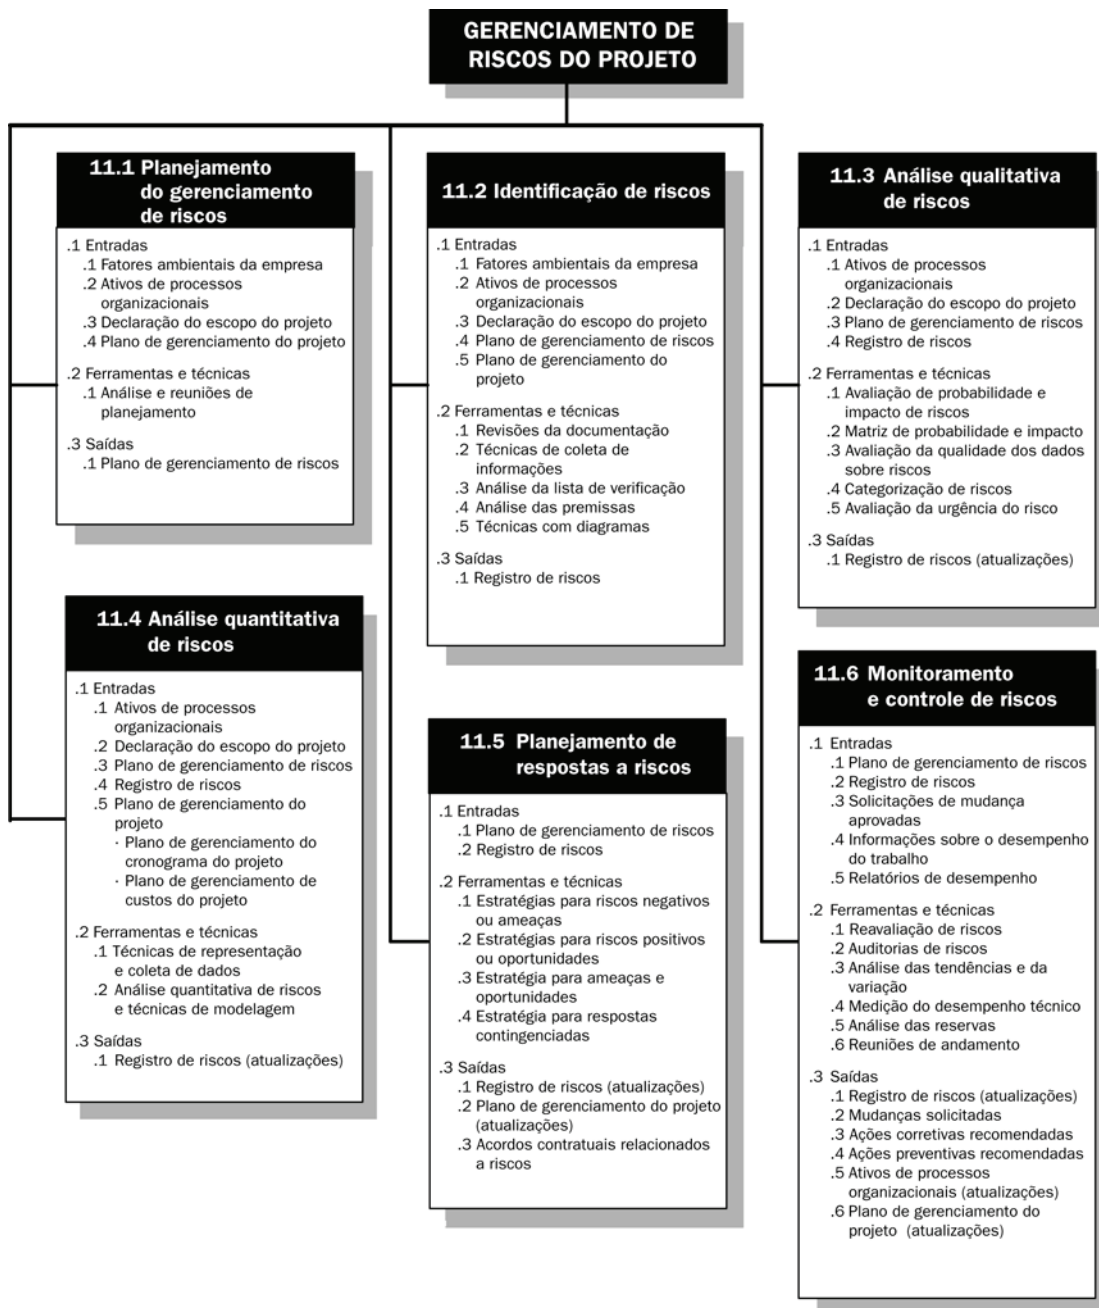 GERENCIAMENTO DE
RISCOS DO PROJETO
11.1 Planejamento
do gerenciamento
de riscos
.1 Entradas
.1 Fatores ambientais da empresa
.2 Ativos de processos
organizacionais
.3 Declaração do escopo do projeto
.4 Plano de gerenciamento do projeto
.2 Ferramentas e técnicas
.1 Análise e reuniões de
planejamento
.3 Saídas
.1 Plano de gerenciamento de riscos
11.2 Identificação de riscos
.1 Entradas
.1 Fatores ambientais da empresa
.2 Ativos de processos
organizacionais
.3 Declaração do escopo do projeto
.4 Plano de gerenciamento de riscos
.5 Plano de gerenciamento do
projeto
.2 Ferramentas e técnicas
.1 Revisões da documentação
.2 Técnicas de coleta de
informações
.3 Análise da lista de verificação
.4 Análise das premissas
.5 Técnicas com diagramas
.3 Saídas
.1 Registro de riscos
11.3 Análise qualitativa
de riscos
.1 Entradas
.1 Ativos de processos
organizacionais
.2 Declaração do escopo do projeto
.3 Plano de gerenciamento de riscos
.4 Registro de riscos
.2 Ferramentas e técnicas
.1 Avaliação de probabilidade e
impacto de riscos
.2 Matriz de probabilidade e impacto
.3 Avaliação da qualidade dos dados
sobre riscos
.4 Categorização de riscos
.5 Avaliação da urgência do risco
.3 Saídas
.1 Registro de riscos (atualizações)
11.4 Análise quantitativa
de riscos
.1 Entradas
.1 Ativos de processos
organizacionais
.2 Declaração do escopo do projeto
.3 Plano de gerenciamento de riscos
.4 Registro de riscos
.5 Plano de gerenciamento do
projeto
· Plano de gerenciamento do
cronograma do projeto
· Plano de gerenciamento de
custos do projeto
.2 Ferramentas e técnicas
.1 Técnicas de representação
e coleta de dados
.2 Análise quantitativa de riscos
e técnicas de modelagem
.3 Saídas
.1 Registro de riscos (atualizações)
11.5 Planejamento de
respostas a riscos
.1 Entradas
.1 Plano de gerenciamento de riscos
.2 Registro de riscos
.2 Ferramentas e técnicas
.1 Estratégias para riscos negativos
ou ameaças
.2 Estratégias para riscos positivos
ou oportunidades
.3 Estratégia para ameaças e
oportunidades
.4 Estratégia para respostas
contingenciadas
.3 Saídas
.1 Registro de riscos (atualizações)
.2 Plano de gerenciamento do projeto
(atualizações)
.3 Acordos contratuais relacionados
a riscos
11.6 Monitoramento
e controle de riscos
.1 Entradas
.1 Plano de gerenciamento de riscos
.2 Registro de riscos
.3 Solicitações de mudança
aprovadas
.4 Informações sobre o desempenho
do trabalho
.5 Relatórios de desempenho
.2 Ferramentas e técnicas
.1 Reavaliação de riscos
.2 Auditorias de riscos
.3 Análise das tendências e da
variação
.4 Medição do desempenho técnico
.5 Análise das reservas
.6 Reuniões de andamento
.3 Saídas
.1 Registro de riscos (atualizações)
.2 Mudanças solicitadas
.3 Ações corretivas recomendadas
.4 Ações preventivas recomendadas
.5 Ativos de processos
organizacionais (atualizações)
.6 Plano de gerenciamento do
projeto (atualizações)